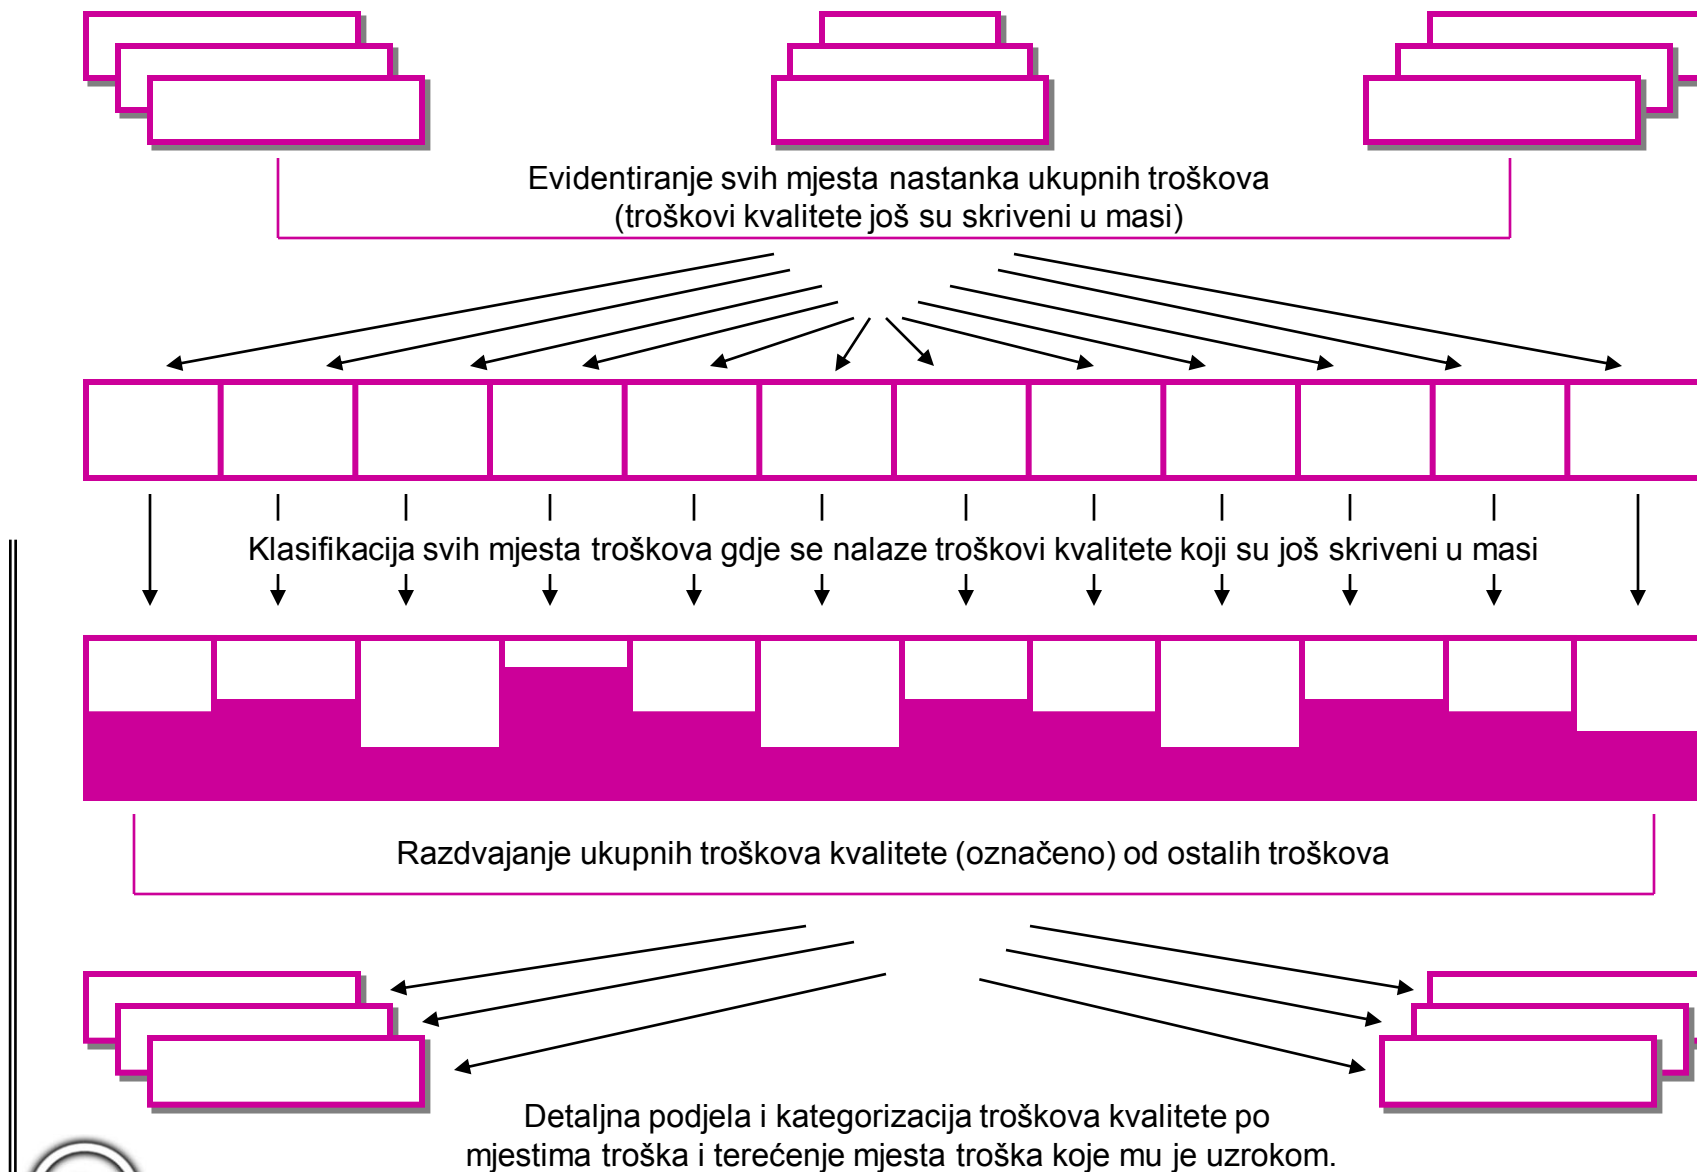 Evidentiranje svih mjesta nastanka ukupnih troškova
(troškovi kvalitete još su skriveni u masi)
Klasifikacija svih mjesta troškova gdje se nalaze troškovi kvalitete koji su još skriveni u masi
Razdvajanje ukupnih troškova kvalitete (označeno) od ostalih troškova
Detaljna podjela i kategorizacija troškova kvalitete po
mjestima troška i terećenje mjesta troška koje mu je uzrokom.